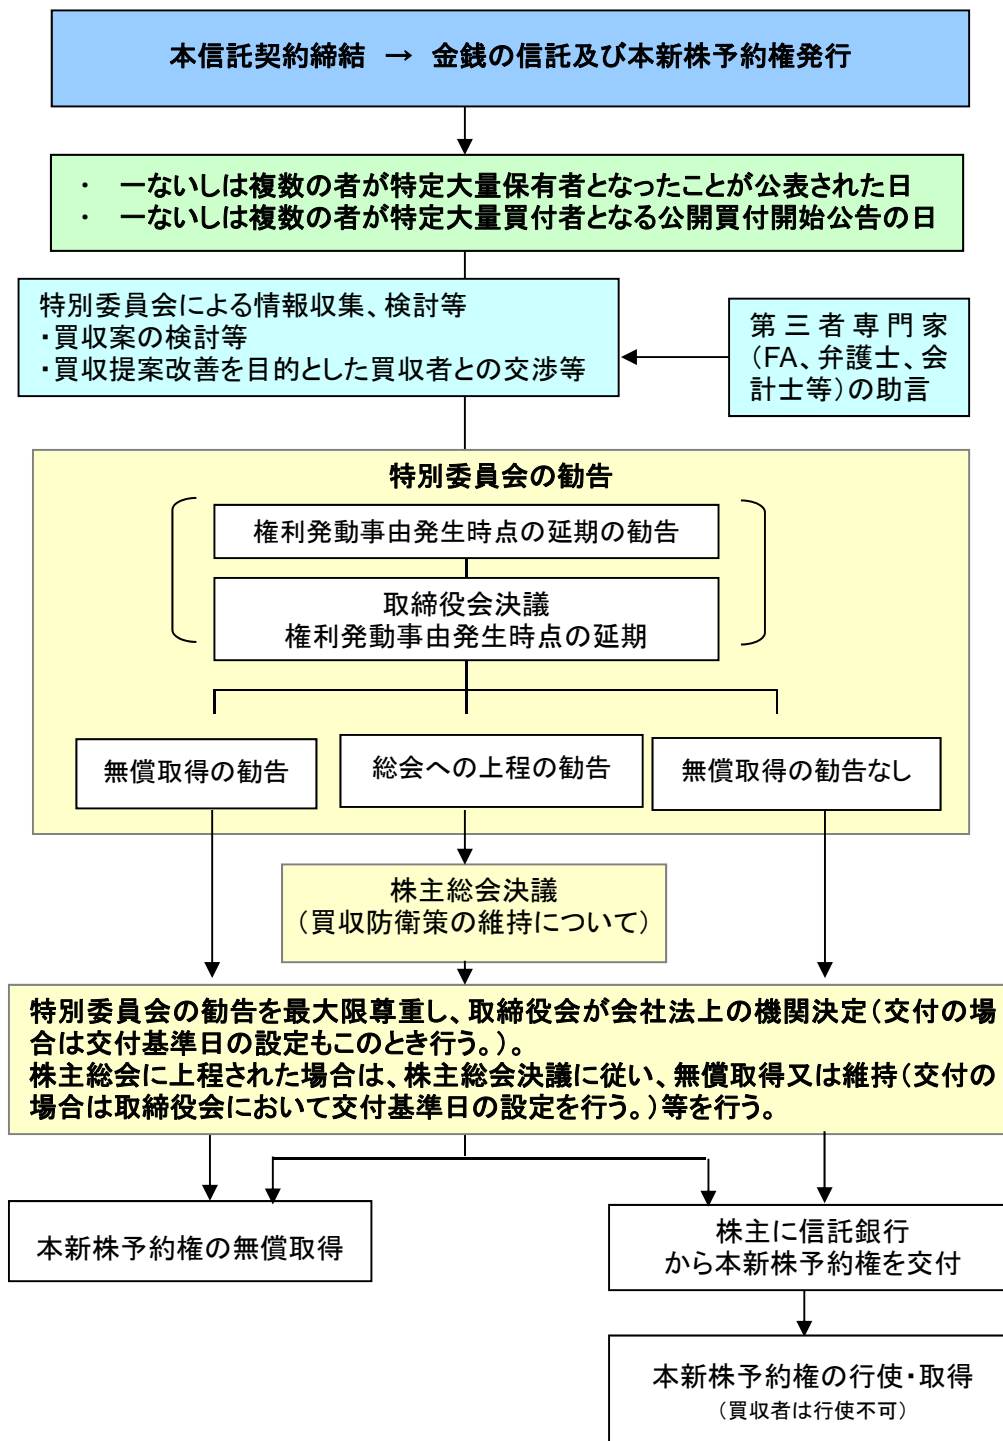 本信託契約締結 → 金銭の信託及び本新株予約権発行
・ 一ないしは複数の者が特定大量保有者となったことが公表された日
・ 一ないしは複数の者が特定大量買付者となる公開買付開始公告の日
特別委員会による情報収集、検討等
・買収案の検討等
・買収提案改善を目的とした買収者との交渉等
第三者専門家
（FA、弁護士、会
計士等）の助言
特別委員会の勧告
権利発動事由発生時点の延期の勧告
取締役会決議
権利発動事由発生時点の延期
無償取得の勧告
総会への上程の勧告
無償取得の勧告なし
株主総会決議
（買収防衛策の維持について）
特別委員会の勧告を最大限尊重し、取締役会が会社法上の機関決定（交付の場
合は交付基準日の設定もこのとき行う。）。
株主総会に上程された場合は、株主総会決議に従い、無償取得又は維持（交付の
場合は取締役会において交付基準日の設定を行う。）等を行う。
本新株予約権の無償取得
株主に信託銀行
から本新株予約権を交付
本新株予約権の行使・取得
（買収者は行使不可）